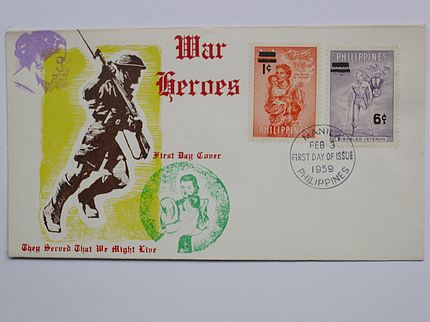 War
Heroes
First Day Cover
They Served That We Might Live
1¢
PHILIPPINES
6¢
DISABLED VETERAN
MANILA
FEB 3
FIRST DAY OF ISSUE
1959
PHILIPPINES